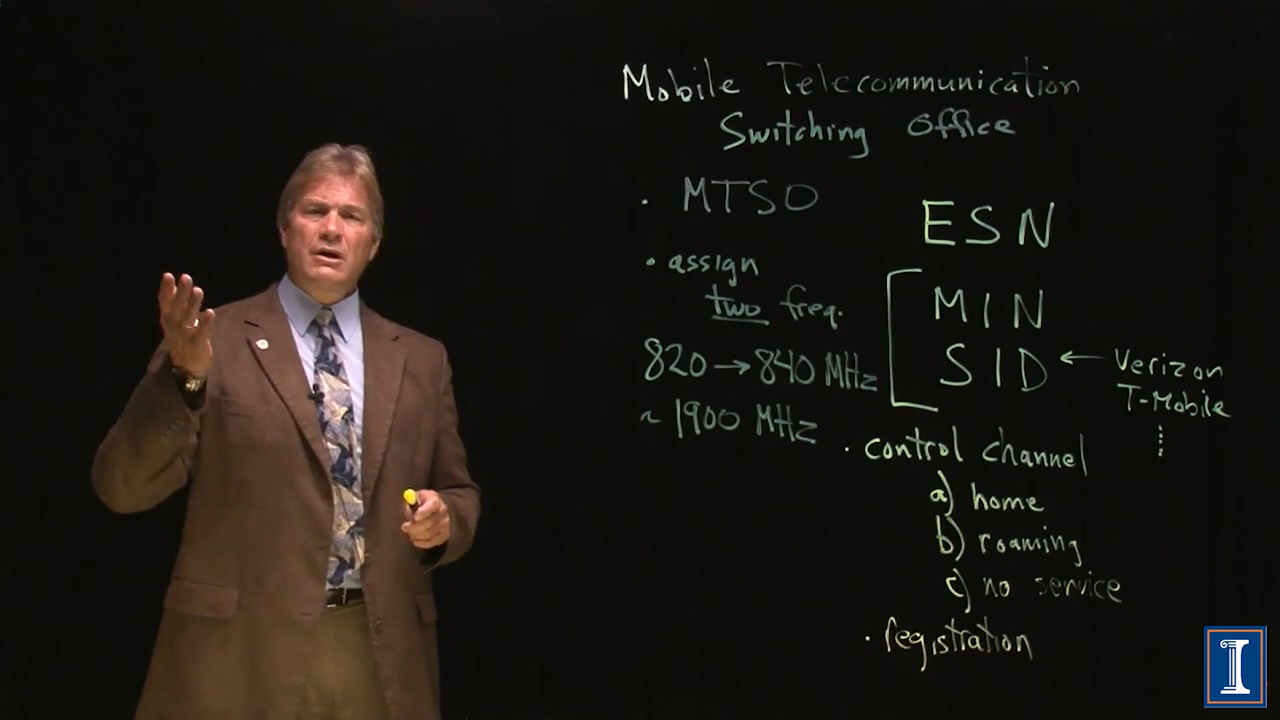 Mobile Telecommunication
Switching Office
· MTSO
· assign
two freq.
820 → 840 MHz
~ 1900 MHz
ESN
MIN
SID ← Verizon
T-Mobile
· control channel
a) home
b) roaming
c) no service
· registration
I